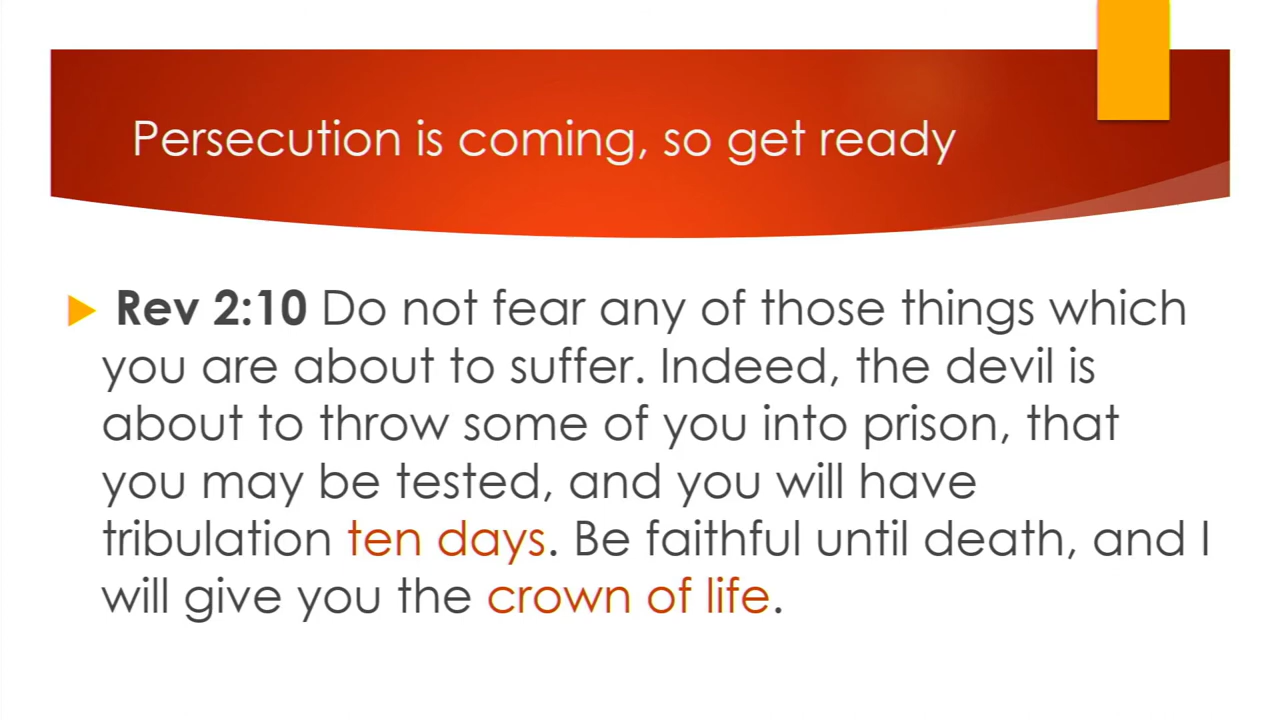 Persecution is coming, so get ready
Rev 2:10 Do not fear any of those things which
you are about to suffer. Indeed, the devil is
about to throw some of you into prison, that
you may be tested, and you will have
tribulation ten days. Be faithful until death, and I
will give you the crown of life.